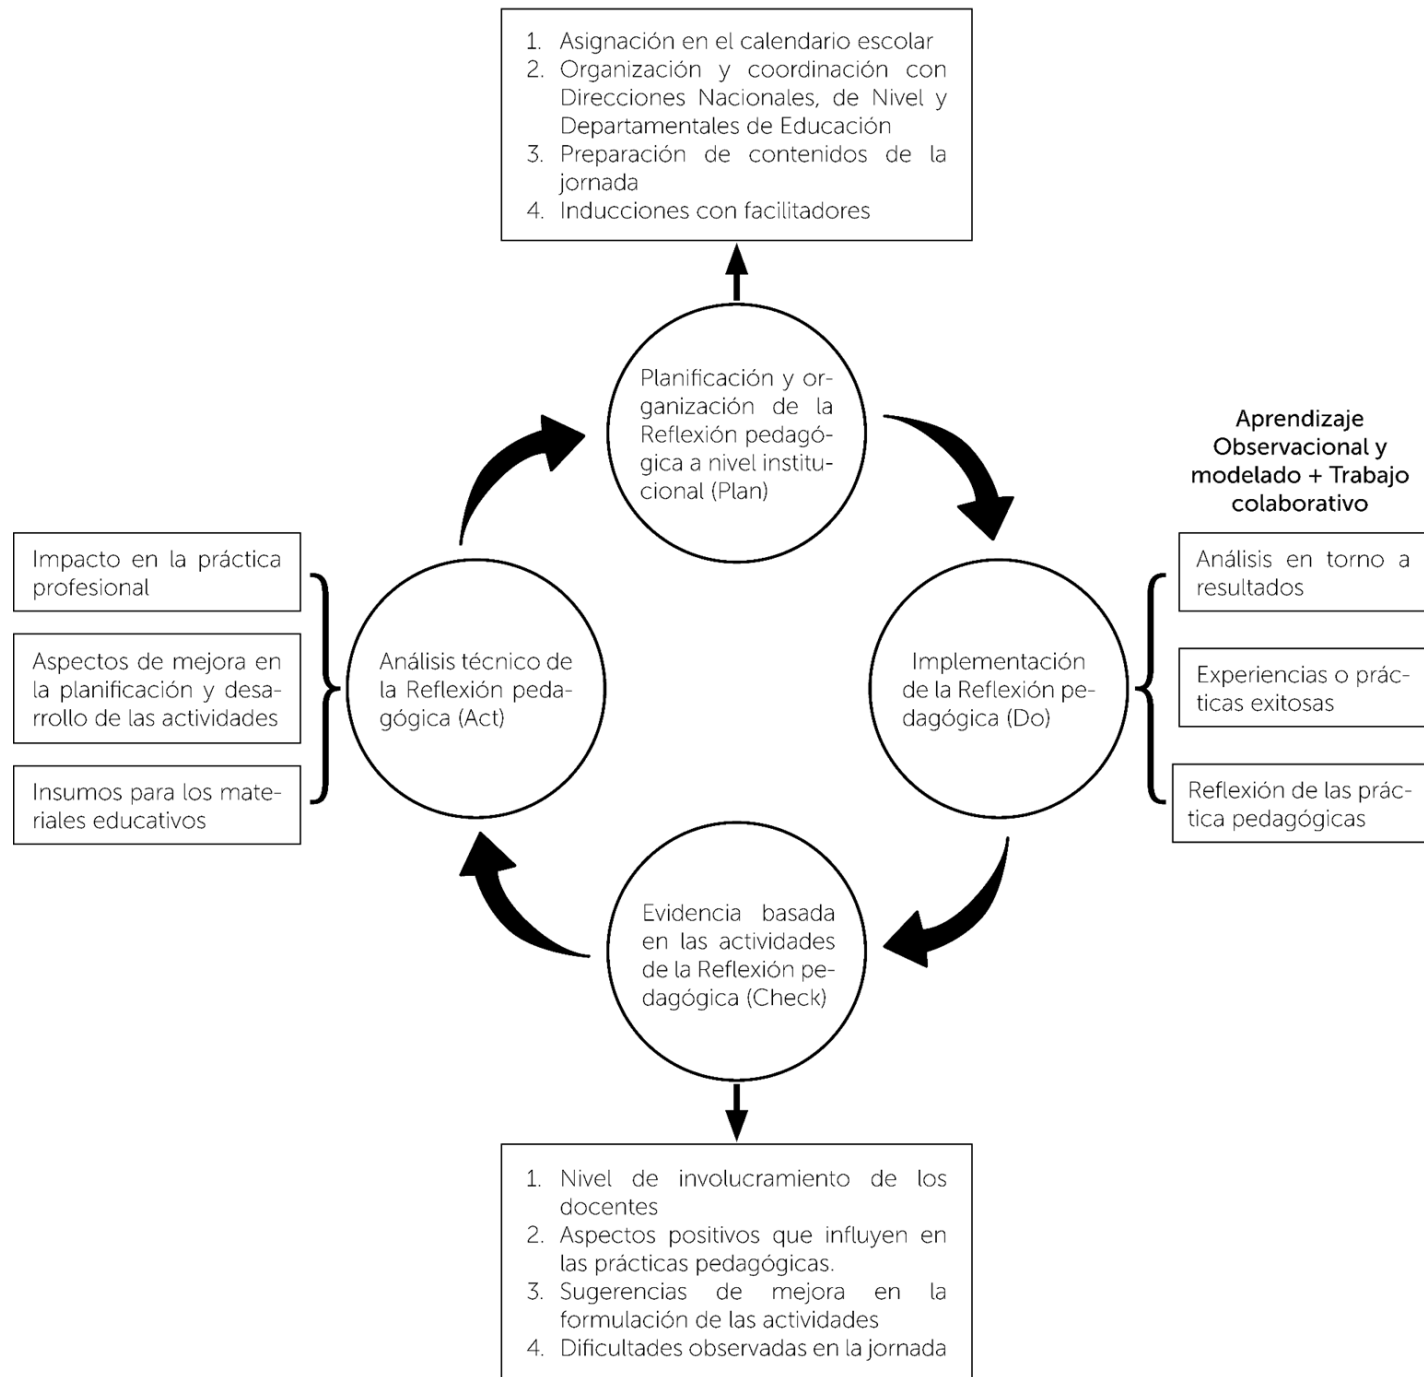 1. Asignación en el calendario escolar
2. Organización y coordinación con
Direcciones Nacionales, de Nivel y
Departamentales de Educación
3. Preparación de contenidos de la
jornada
4. Inducciones con facilitadores
Planificación y or-
ganización de la
Reflexión pedagó-
gica a nivel institu-
cional (Plan)
Aprendizaje
Observacional y
modelado + Trabajo
colaborativo
Análisis en torno a
resultados
Experiencias o prác-
ticas exitosas
Reflexión de las prác-
tica pedagógicas
Implementación
de la Reflexión pe-
dagógica (Do)
Evidencia basada
en las actividades
de la Reflexión pe-
dagógica (Check)
1. Nivel de involucramiento de los
docentes
2. Aspectos positivos que influyen en
las prácticas pedagógicas.
3. Sugerencias de mejora en la
formulación de las actividades
4. Dificultades observadas en la jornada
Análisis técnico de
la Reflexión peda-
gógica (Act)
Impacto en la práctica
profesional
Aspectos de mejora en
la planificación y desa-
rrollo de las actividades
Insumos para los mate-
riales educativos